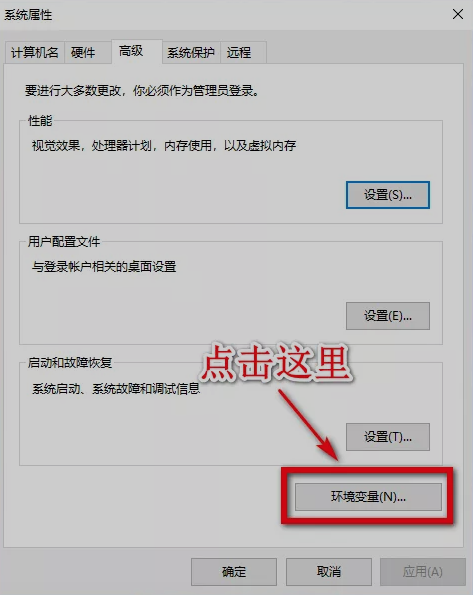 系统属性
计算机名 硬件 高级 系统保护 远程
要进行大多数更改，你必须作为管理员登录。
性能
视觉效果，处理器计划，内存使用，以及虚拟内存
设置(S)...
用户配置文件
与登录帐户相关的桌面设置
设置(E)...
点击这里
启动和故障恢复
系统启动、系统故障和调试信息
设置(T)...
环境变量(N)...
确定 取消 应用(A)